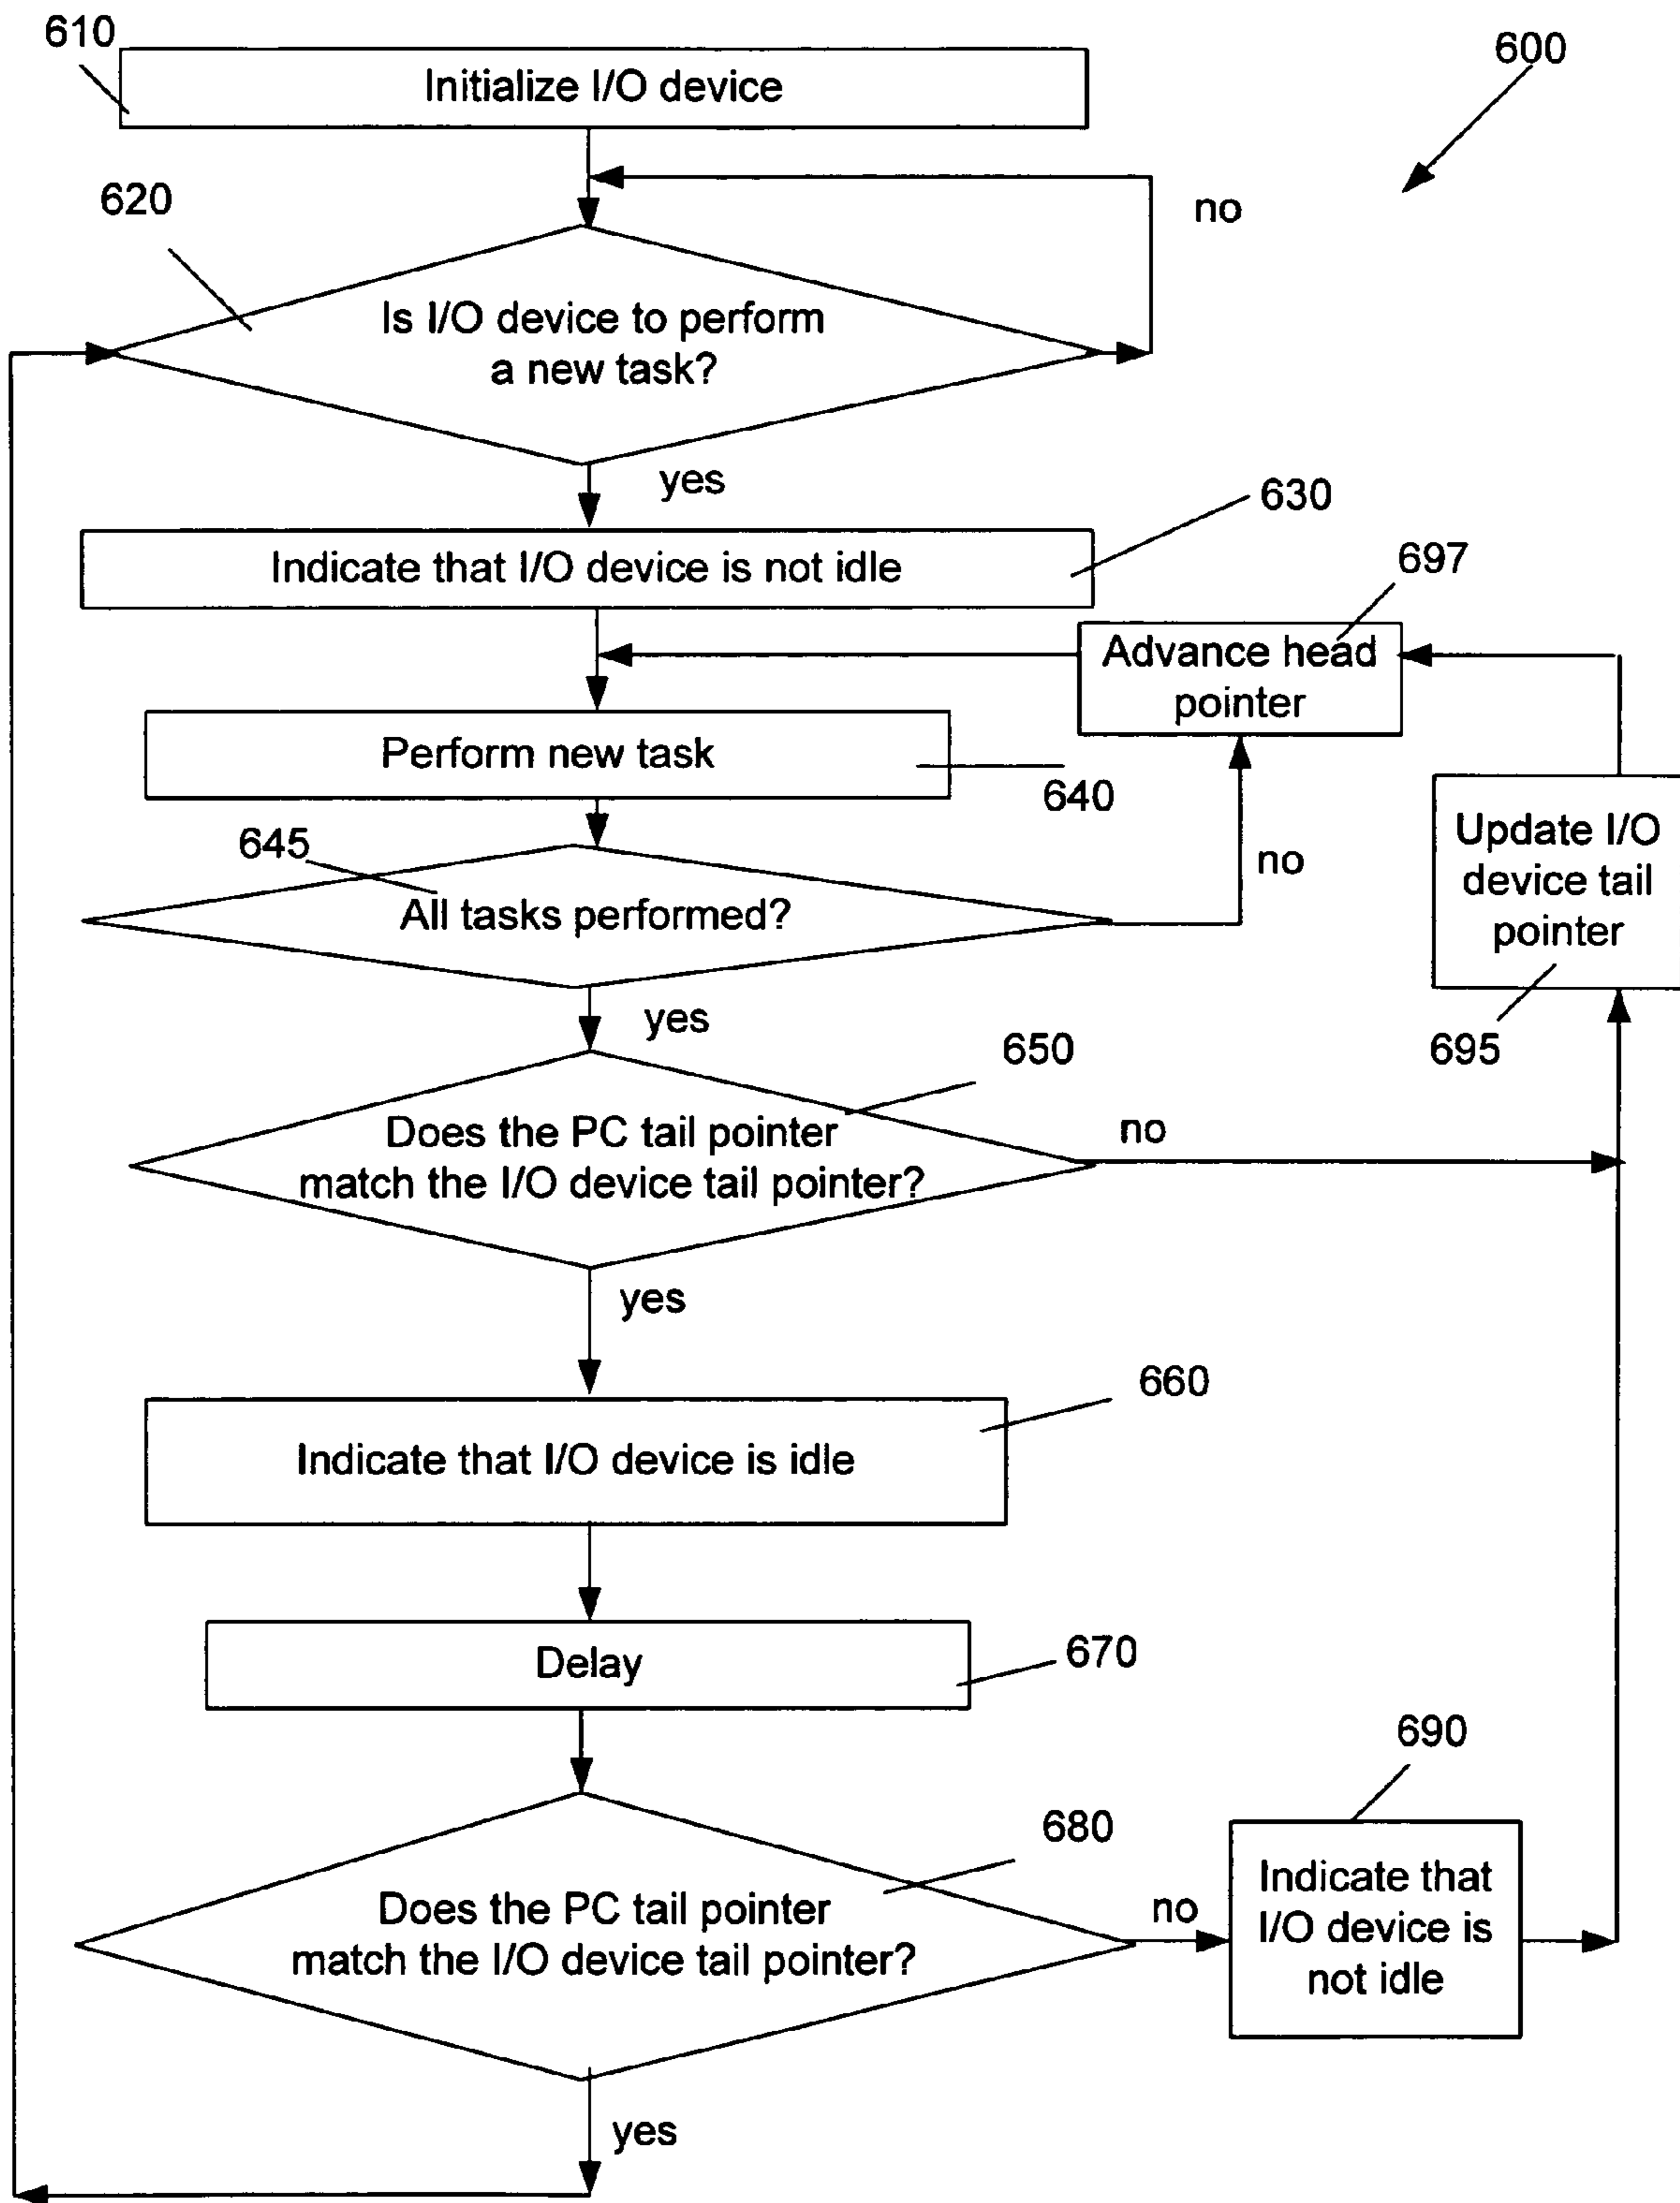 610
600
Initialize I/O device
620
no
Is I/O device to perform
a new task?
yes
630
Indicate that I/O device is not idle
697
Advance head
pointer
Perform new task
640
645
no
All tasks performed?
Update I/O
device tail
pointer
yes
650
695
Does the PC tail pointer
match the I/O device tail pointer?
no
yes
660
Indicate that I/O device is idle
Delay
670
690
680
Does the PC tail pointer
match the I/O device tail pointer?
no
Indicate that
I/O device is
not idle
yes